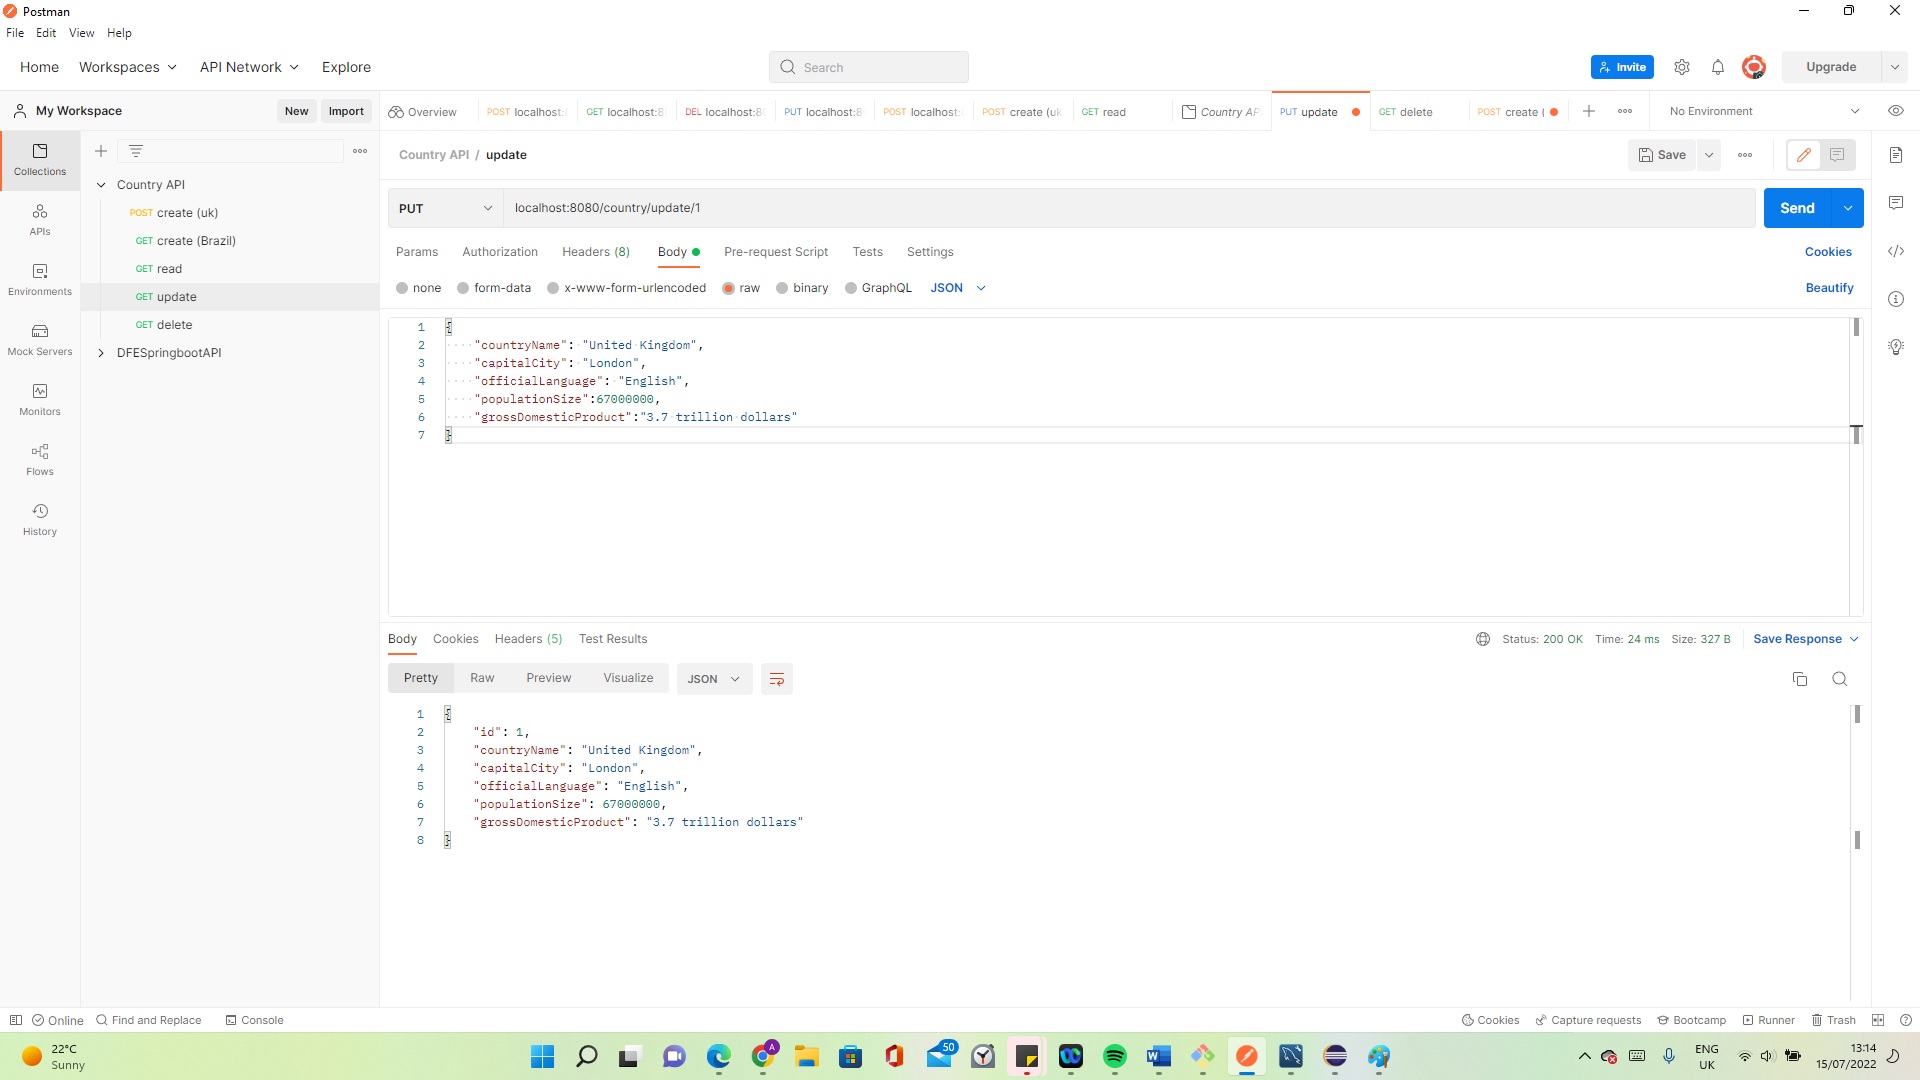 Postman
File Edit View Help
Home Workspaces API Network Explore
Search
Invite
Upgrade
My Workspace
New Import
Overview
POST localhost:
GET localhost:8
DEL localhost:8
PUT localhost:8
POST localhost:
POST create (uk
GET read
Country AP
PUT update
GET delete
POST create (
No Environment
Collections
APIs
Environments
Mock Servers
Monitors
Flows
History
Country API
POST create (uk)
GET create (Brazil)
GET read
GET update
GET delete
DFESpringbootAPI
Country API / update
Save
PUT
localhost:8080/country/update/1
Send
Params Authorization Headers (8) Body Pre-request Script Tests Settings
Cookies
none form-data x-www-form-urlencoded raw binary GraphQL JSON
Beautify
1 {
2 "countryName": "United Kingdom",
3 "capitalCity": "London",
4 "officialLanguage": "English",
5 "populationSize":67000000,
6 "grossDomesticProduct":"3.7 trillion dollars"
7 }
Body Cookies Headers (5) Test Results
Status: 200 OK Time: 24 ms Size: 327 B
Save Response
Pretty Raw Preview Visualize JSON
1 {
2 "id": 1,
3 "countryName": "United Kingdom",
4 "capitalCity": "London",
5 "officialLanguage": "English",
6 "populationSize": 67000000,
7 "grossDomesticProduct": "3.7 trillion dollars"
8 }
Online Find and Replace Console
Cookies Capture requests Bootcamp Runner Trash
22°C
Sunny
A
50
ENG
UK
13:14
15/07/2022